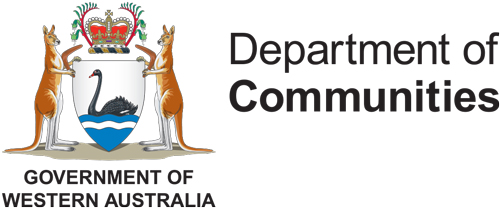 Department of
Communities
GOVERNMENT OF
WESTERN AUSTRALIA